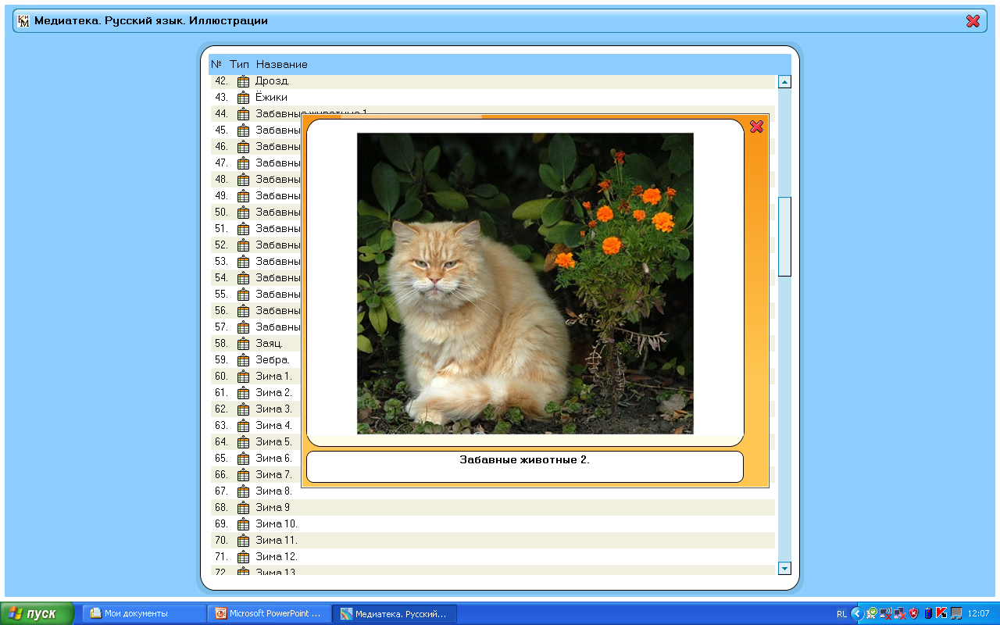 Медиатека. Русский язык. Иллюстрации
№ Тип Название
42. Дрозд.
43. Ёжики
44. Забавные животные 1.
45. Забавны
46. Забавны
47. Забавны
48. Забавны
49. Забавны
50. Забавны
51. Забавны
52. Забавны
53. Забавны
54. Забавны
55. Забавны
56. Забавны
57. Забавны
58. Заяц.
59. Зебра.
60. Зима 1.
61. Зима 2.
62. Зима 3.
63. Зима 4.
64. Зима 5.
65. Зима 6.
66. Зима 7.
67. Зима 8.
68. Зима 9
69. Зима 10.
70. Зима 11.
71. Зима 12.
72. Зима 13
Забавные животные 2.
пуск
Мои документы
Microsoft PowerPoint ...
Медиатека. Русский...
RL
12:07